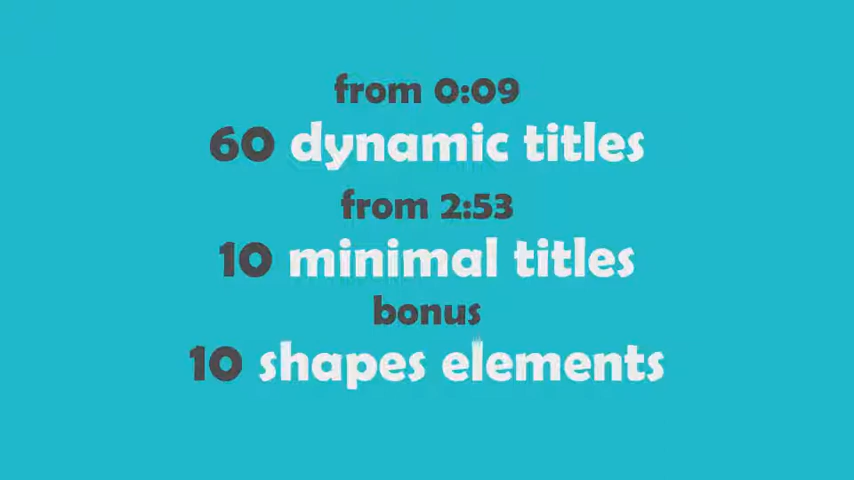 from 0:09
60 dynamic titles
from 2:53
10 minimal titles
bonus
10 shapes elements